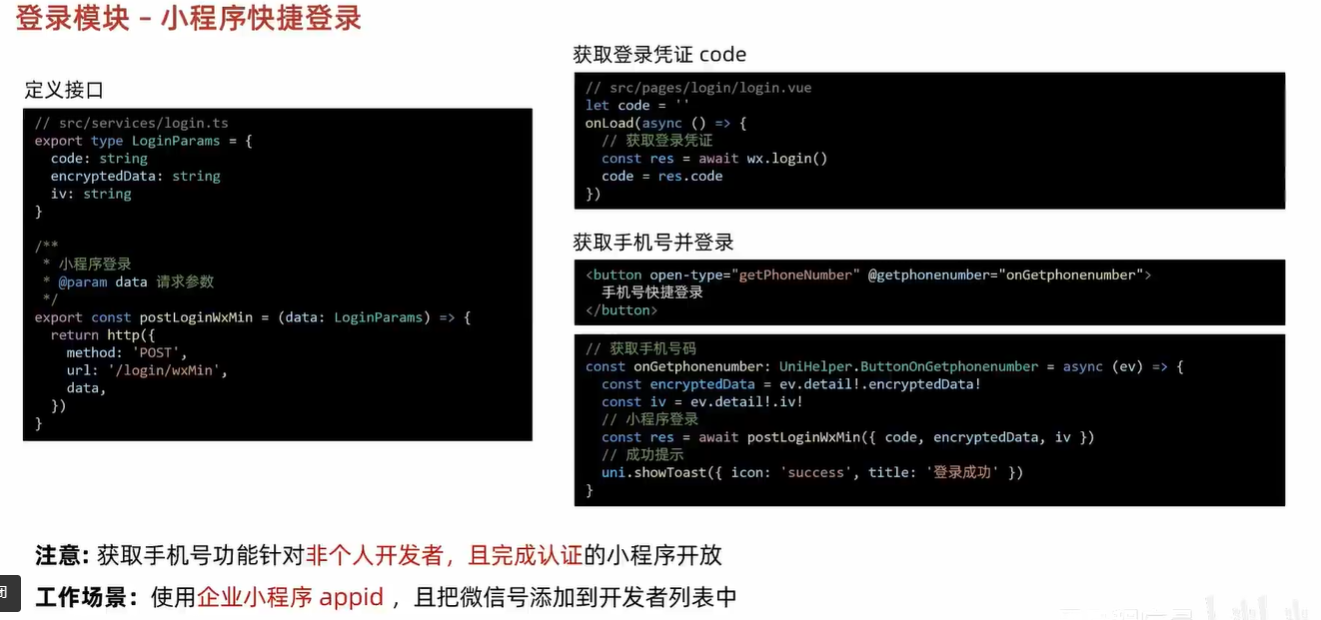 登录模块 – 小程序快捷登录
定义接口
// src/services/login.ts
export type LoginParams = {
  code: string
  encryptedData: string
  iv: string
}
/**
 * 小程序登录
 * @param data 请求参数
 */
export const postLoginWxMin = (data: LoginParams) => {
  return http({
    method: 'POST',
    url: '/login/wxMin',
    data,
  })
}
获取登录凭证 code
// src/pages/login/login.vue
let code = ''
onLoad(async () => {
  // 获取登录凭证
  const res = await wx.login()
  code = res.code
})
获取手机号并登录
<button open-type="getPhoneNumber" @getphonenumber="onGetphonenumber">
  手机号快捷登录
</button>
// 获取手机号码
const onGetphonenumber: UniHelper.ButtonOnGetphonenumber = async (ev) => {
  const encryptedData = ev.detail!.encryptedData!
  const iv = ev.detail!.iv!
  // 小程序登录
  const res = await postLoginWxMin({ code, encryptedData, iv })
  // 成功提示
  uni.showToast({ icon: 'success', title: '登录成功' })
}
注意: 获取手机号功能针对非个人开发者，且完成认证的小程序开放
工作场景：使用企业小程序 appid ，且把微信号添加到开发者列表中